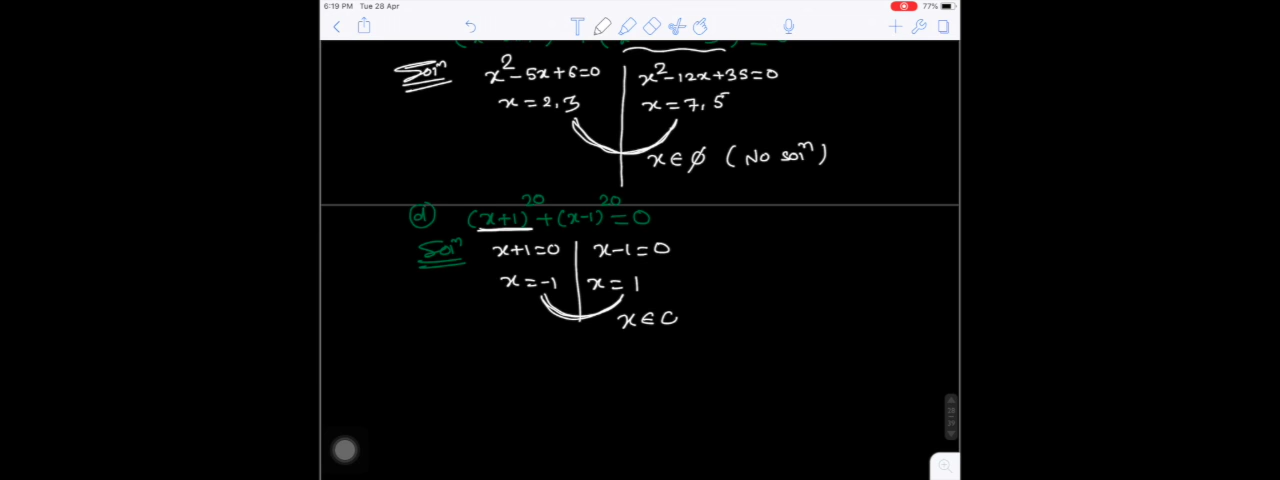 6:19 PM Tue 28 Apr
77%
T
Solⁿ
x² - 5x + 6 = 0
x = 2, 3
x² - 12x + 35 = 0
x = 7, 5
x ∈ ∅ (No solⁿ)
(d) (x+1)²⁰ + (x-1)²⁰ = 0
Solⁿ
x+1 = 0
x = -1
x-1 = 0
x = 1
x ∈ C